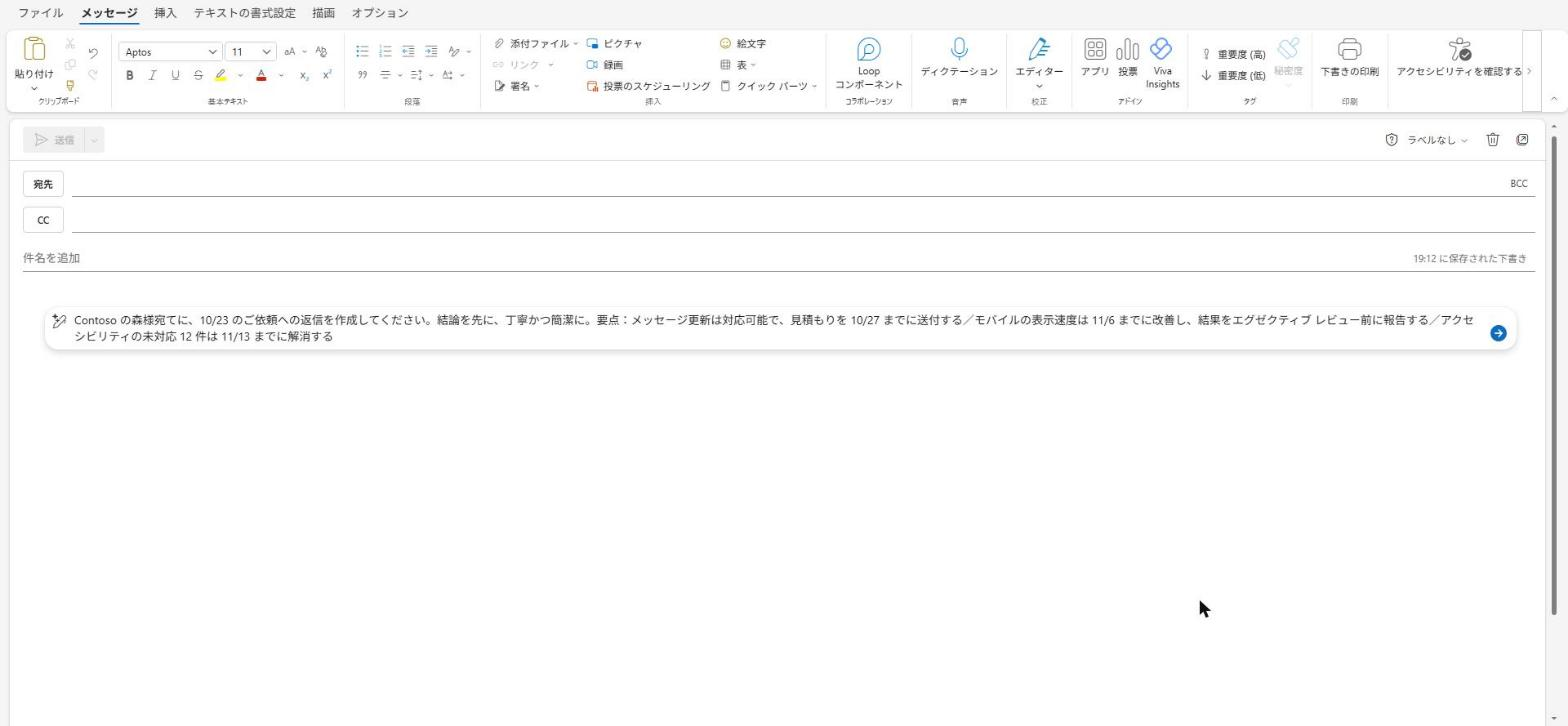 ファイル メッセージ 挿入 テキストの書式設定 描画 オプション
貼り付け
クリップボード
Aptos 11 aA
B I U S A x₂ x²
基本テキスト
段落
添付ファイル ピクチャ 絵文字
リンク 録画 表
署名 投票のスケジューリング クイック パーツ
挿入
Loop
コンポーネント
コラボレーション
ディクテーション
音声
エディター
校正
アプリ 投票 Viva
Insights
アドイン
重要度 (高)
重要度 (低)
秘密度
タグ
下書きの印刷
印刷
アクセシビリティを確認する
送信 ラベルなし
宛先 BCC
CC
件名を追加 19:12 に保存された下書き
Contoso の森様宛てに、10/23 のご依頼への返信を作成してください。結論を先に、丁寧かつ簡潔に。要点：メッセージ更新は対応可能で、見積もりを 10/27 までに送付する／モバイルの表示速度は 11/6 までに改善し、結果をエグゼクティブ レビュー前に報告する／アクセ
シビリティの未対応 12 件は 11/13 までに解消する